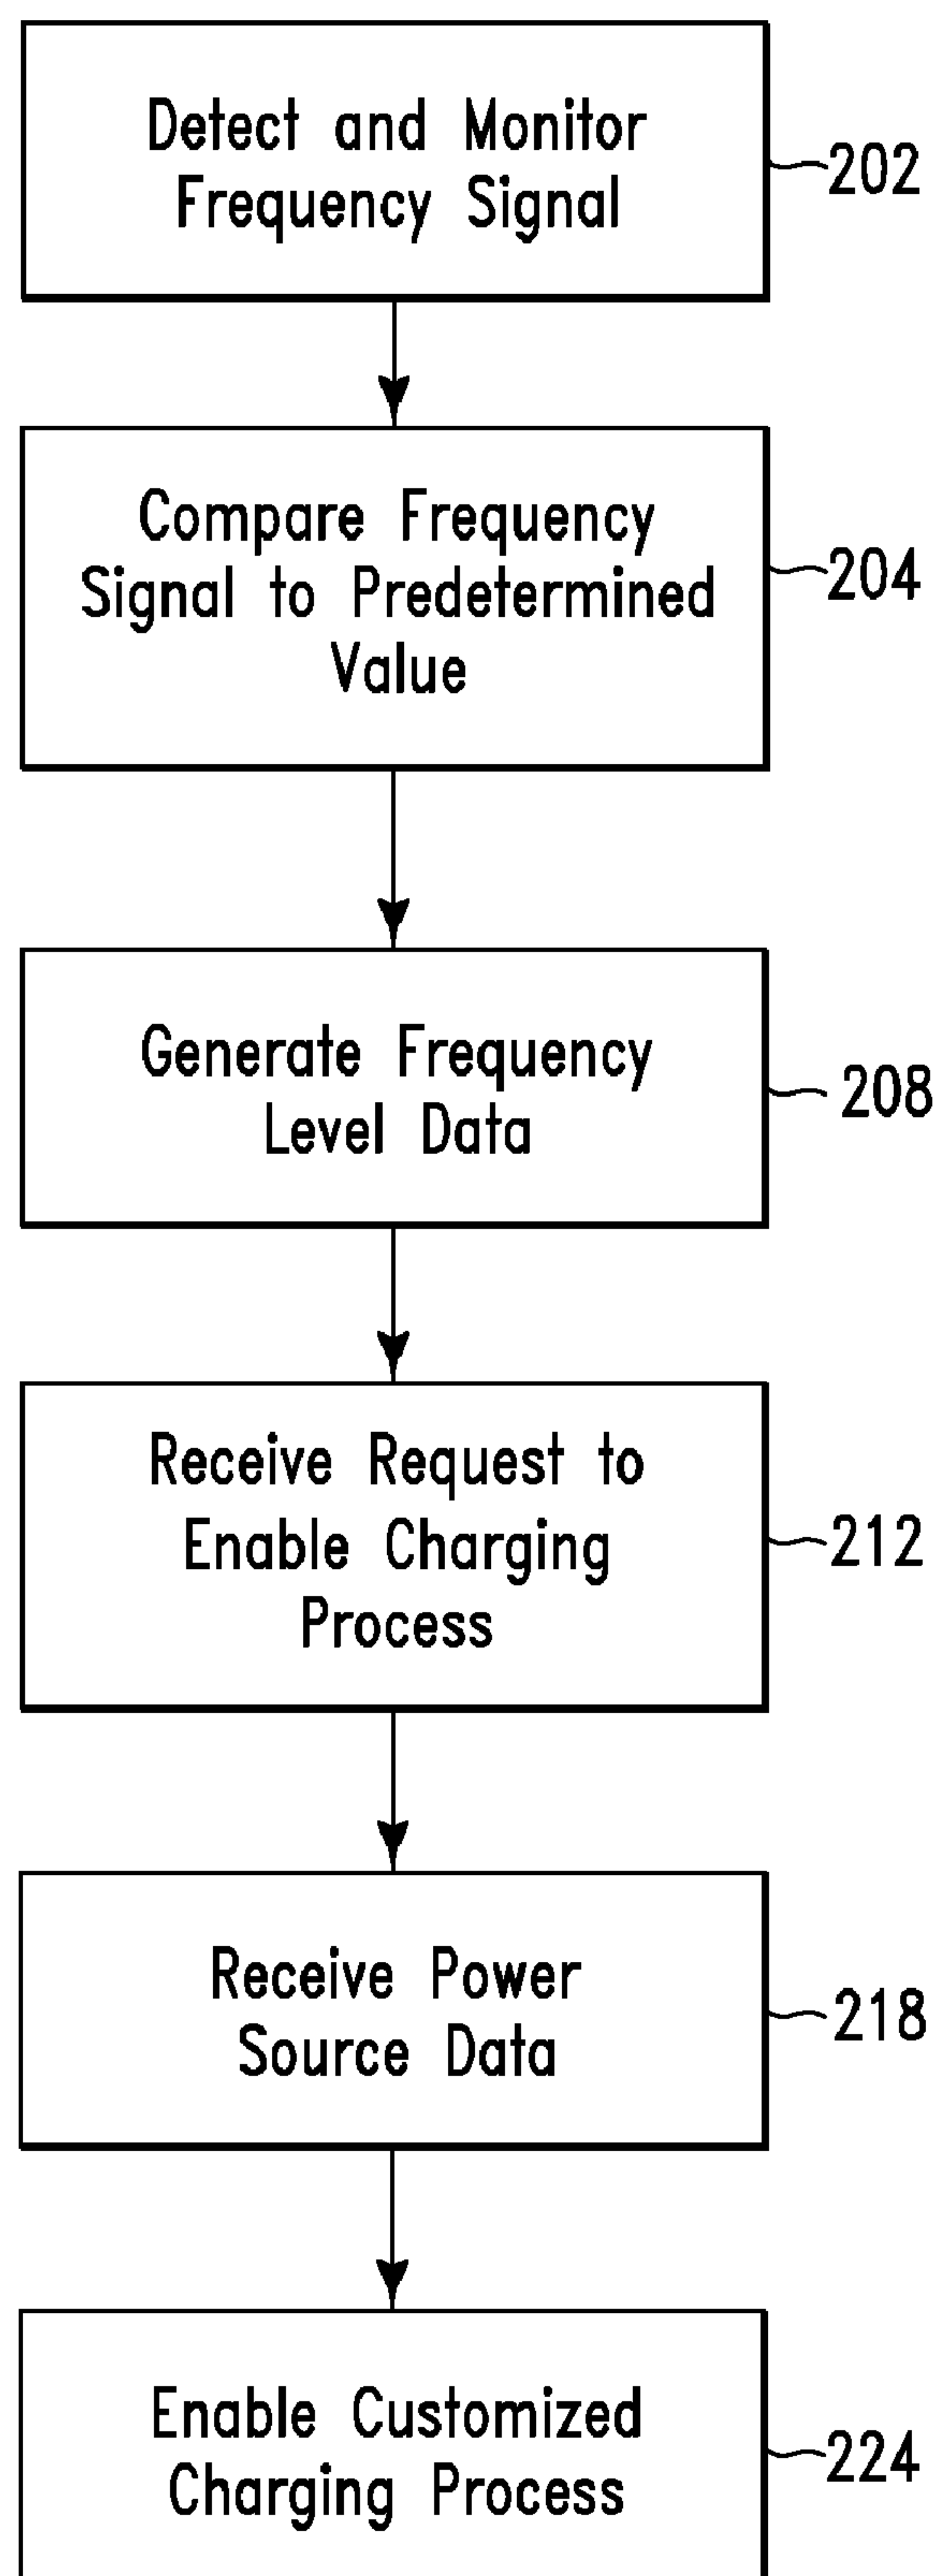 Detect and Monitor
Frequency Signal
202
Compare Frequency
Signal to Predetermined
Value
204
Generate Frequency
Level Data
208
Receive Request to
Enable Charging
Process
212
Receive Power
Source Data
218
Enable Customized
Charging Process
224